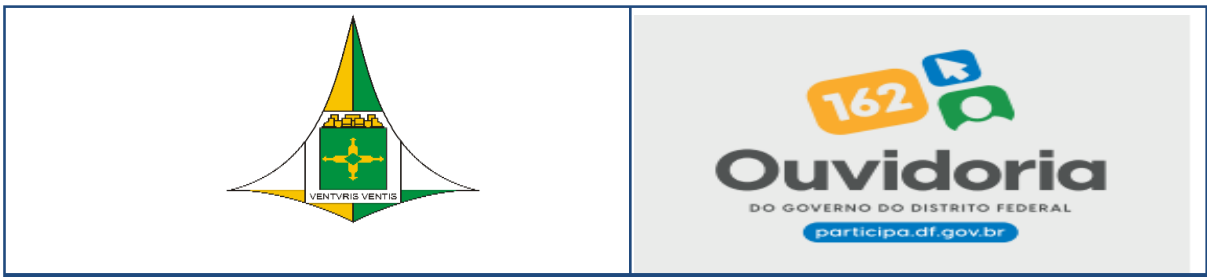 VENTVRIS VENTIS
162
Ouvidoria
DO GOVERNO DO DISTRITO FEDERAL
participa.df.gov.br